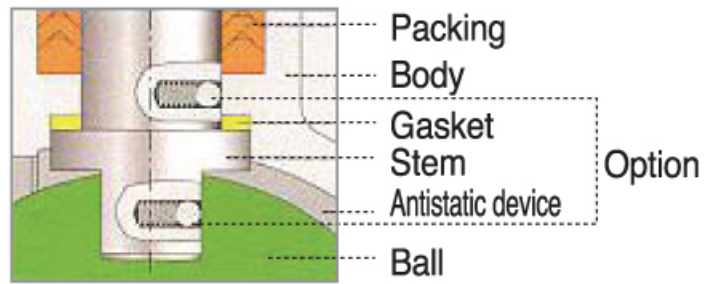 Packing
Body
Gasket
Stem
Option
Antistatic device
Ball